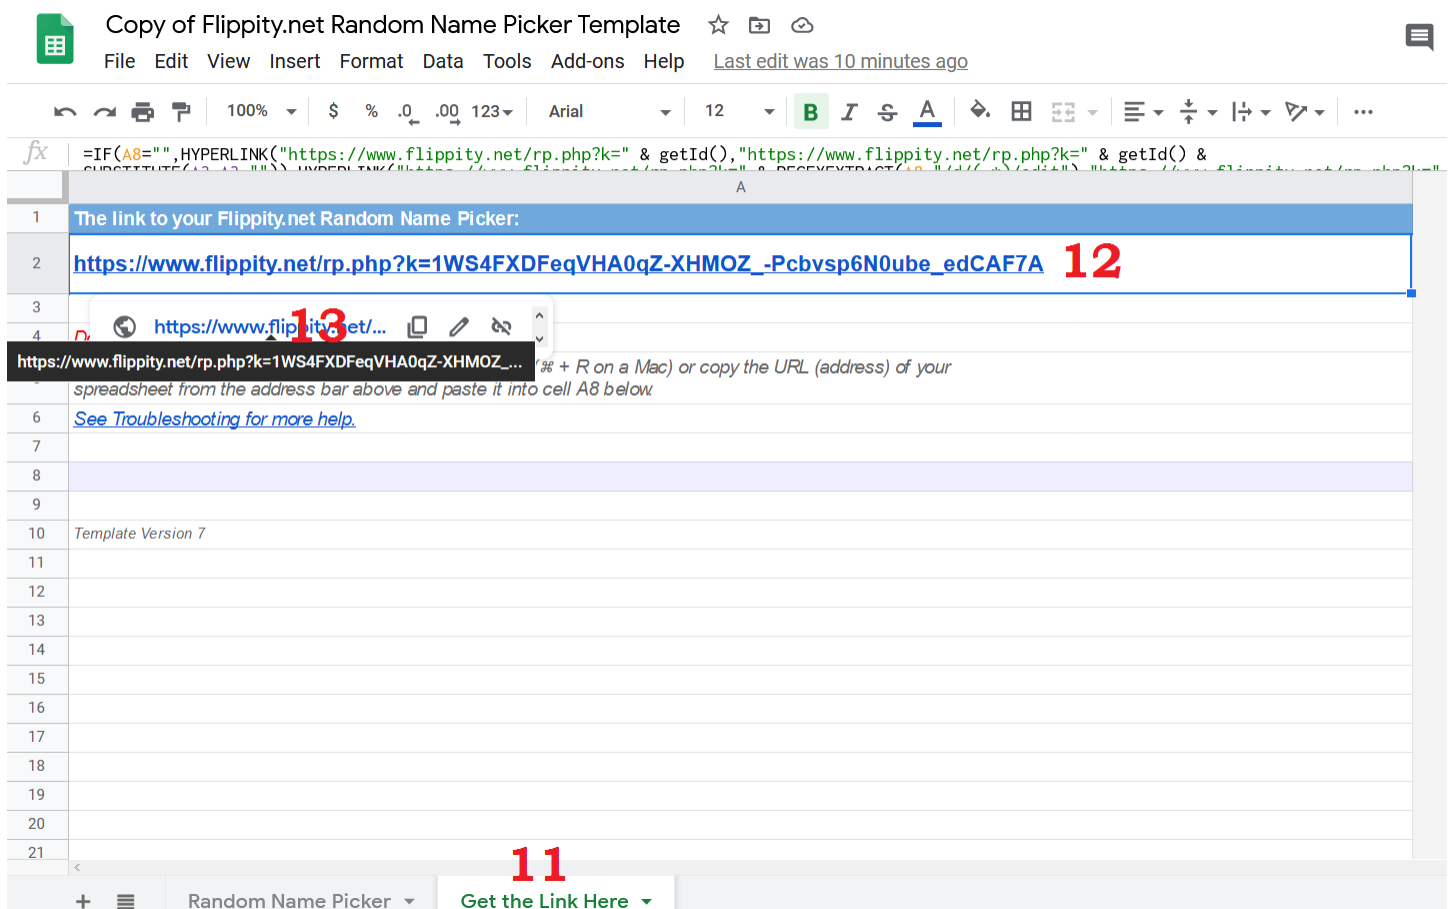 Copy of Flippity.net Random Name Picker Template
File Edit View Insert Format Data Tools Add-ons Help Last edit was 10 minutes ago
100% $ % .0 .00 123 Arial 12 B I S A
fx =IF(A8="",HYPERLINK("https://www.flippity.net/rp.php?k=" & getId(),"https://www.flippity.net/rp.php?k=" & getId() &
A
1 The link to your Flippity.net Random Name Picker:
2 https://www.flippity.net/rp.php?k=1WS4FXDFeqVHA0qZ-XHMOZ_-Pcbvsp6N0ube_edCAF7A 12
3
https://www.flippity.net/... 13
4
https://www.flippity.net/rp.php?k=1WS4FXDFeqVHA0qZ-XHMOZ_...
(⌘ + R on a Mac) or copy the URL (address) of your
spreadsheet from the address bar above and paste it into cell A8 below.
6 See Troubleshooting for more help.
7
8
9
10 Template Version 7
11
12
13
14
15
16
17
18
19
20
21
11
+ Random Name Picker Get the Link Here